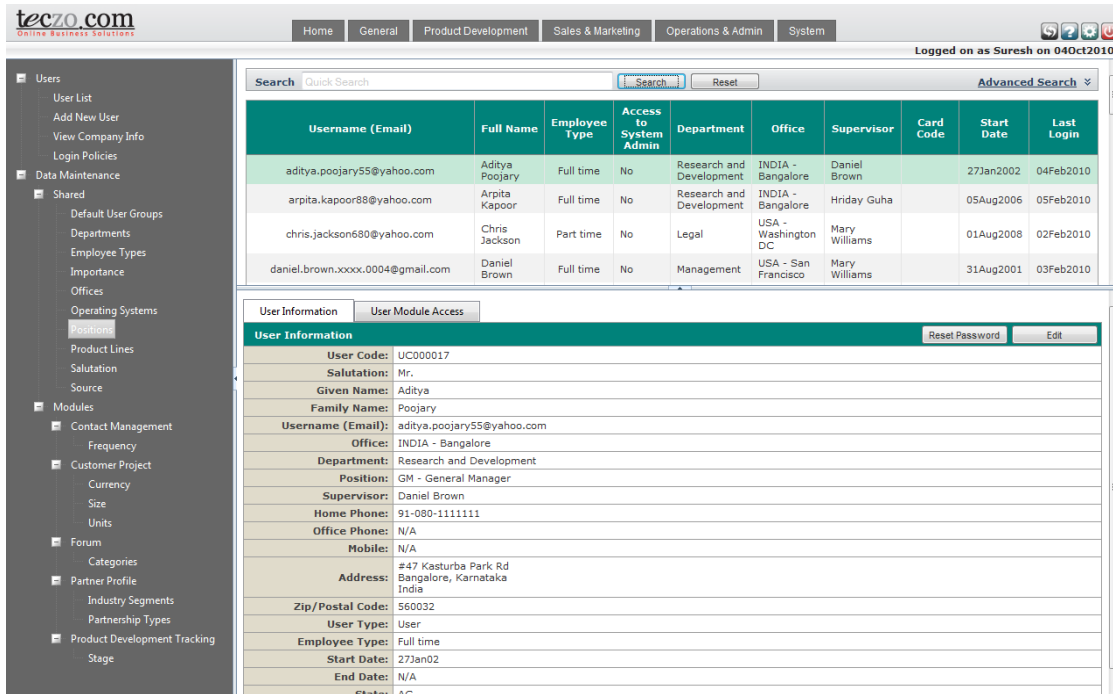 teczo.com
Online Business Solutions
Home General Product Development Sales & Marketing Operations & Admin System
Logged on as Suresh on 04Oct2010
Users
User List
Add New User
View Company Info
Login Policies
Data Maintenance
Shared
Default User Groups
Departments
Employee Types
Importance
Offices
Operating Systems
Positions
Product Lines
Salutation
Source
Modules
Contact Management
Frequency
Customer Project
Currency
Size
Units
Forum
Categories
Partner Profile
Industry Segments
Partnership Types
Product Development Tracking
Stage
Search Quick Search Search Reset Advanced Search
Username (Email) Full Name Employee Type Access to System Admin Department Office Supervisor Card Code Start Date Last Login
aditya.poojary55@yahoo.com Aditya Poojary Full time No Research and Development INDIA - Bangalore Daniel Brown 27Jan2002 04Feb2010
arpita.kapoor88@yahoo.com Arpita Kapoor Full time No Research and Development INDIA - Bangalore Hriday Guha 05Aug2006 05Feb2010
chris.jackson680@yahoo.com Chris Jackson Part time No Legal USA - Washington DC Mary Williams 01Aug2008 02Feb2010
daniel.brown.xxxx.0004@gmail.com Daniel Brown Full time No Management USA - San Francisco Mary Williams 31Aug2001 03Feb2010
User Information User Module Access
User Information Reset Password Edit
User Code: UC000017
Salutation: Mr.
Given Name: Aditya
Family Name: Poojary
Username (Email): aditya.poojary55@yahoo.com
Office: INDIA - Bangalore
Department: Research and Development
Position: GM - General Manager
Supervisor: Daniel Brown
Home Phone: 91-080-1111111
Office Phone: N/A
Mobile: N/A
Address: #47 Kasturba Park Rd
Bangalore, Karnataka
India
Zip/Postal Code: 560032
User Type: User
Employee Type: Full time
Start Date: 27Jan02
End Date: N/A